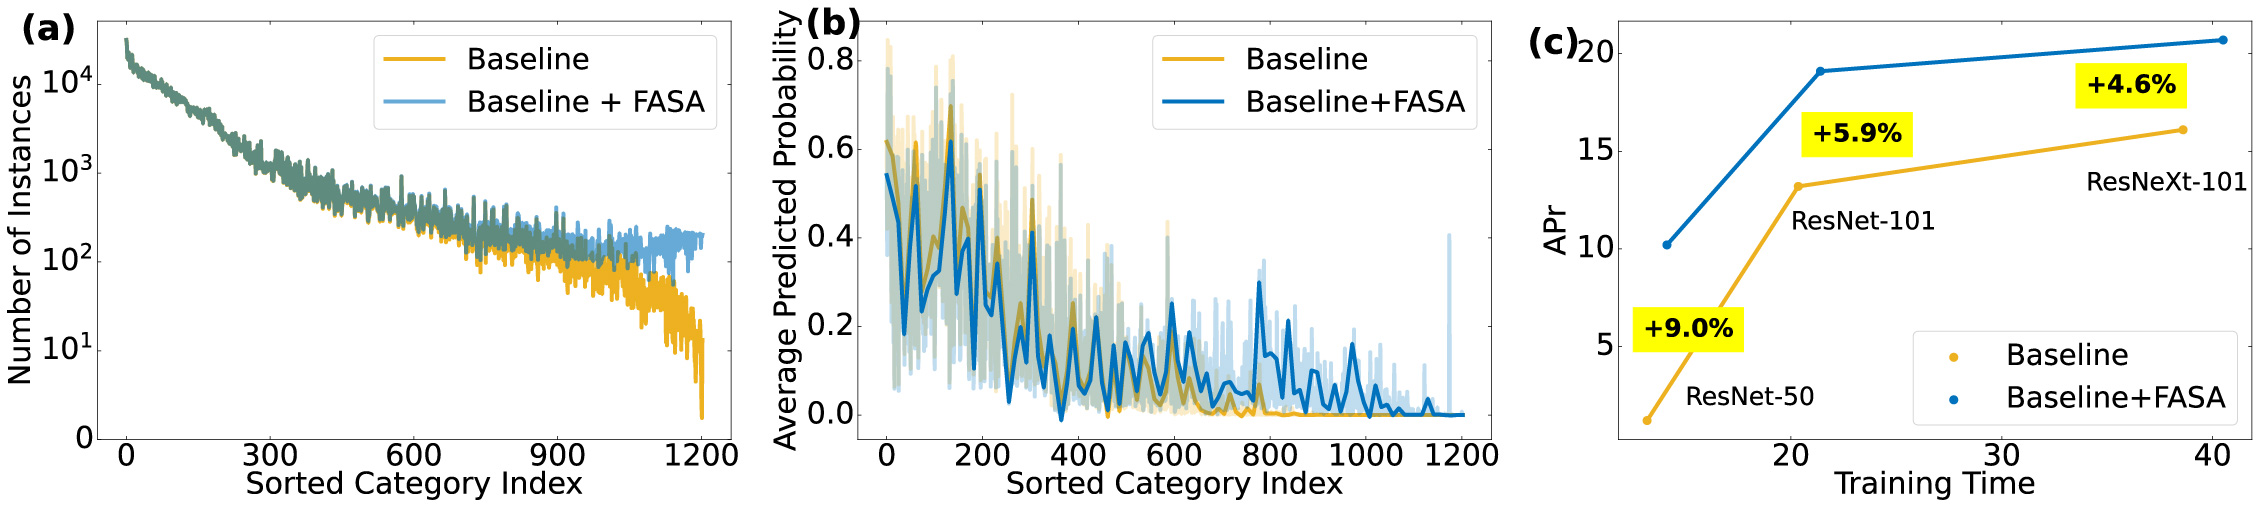 (a)
Number of Instances
10^4
10^3
10^2
10^1
0
Baseline
Baseline + FASA
0 300 600 900 1200
Sorted Category Index
(b)
Average Predicted Probability
0.8
0.6
0.4
0.2
0.0
Baseline
Baseline+FASA
0 200 400 600 800 1000 1200
Sorted Category Index
(c)
APr
20
15
10
5
+4.6%
+5.9%
ResNeXt-101
ResNet-101
+9.0%
ResNet-50
Baseline
Baseline+FASA
20 30 40
Training Time